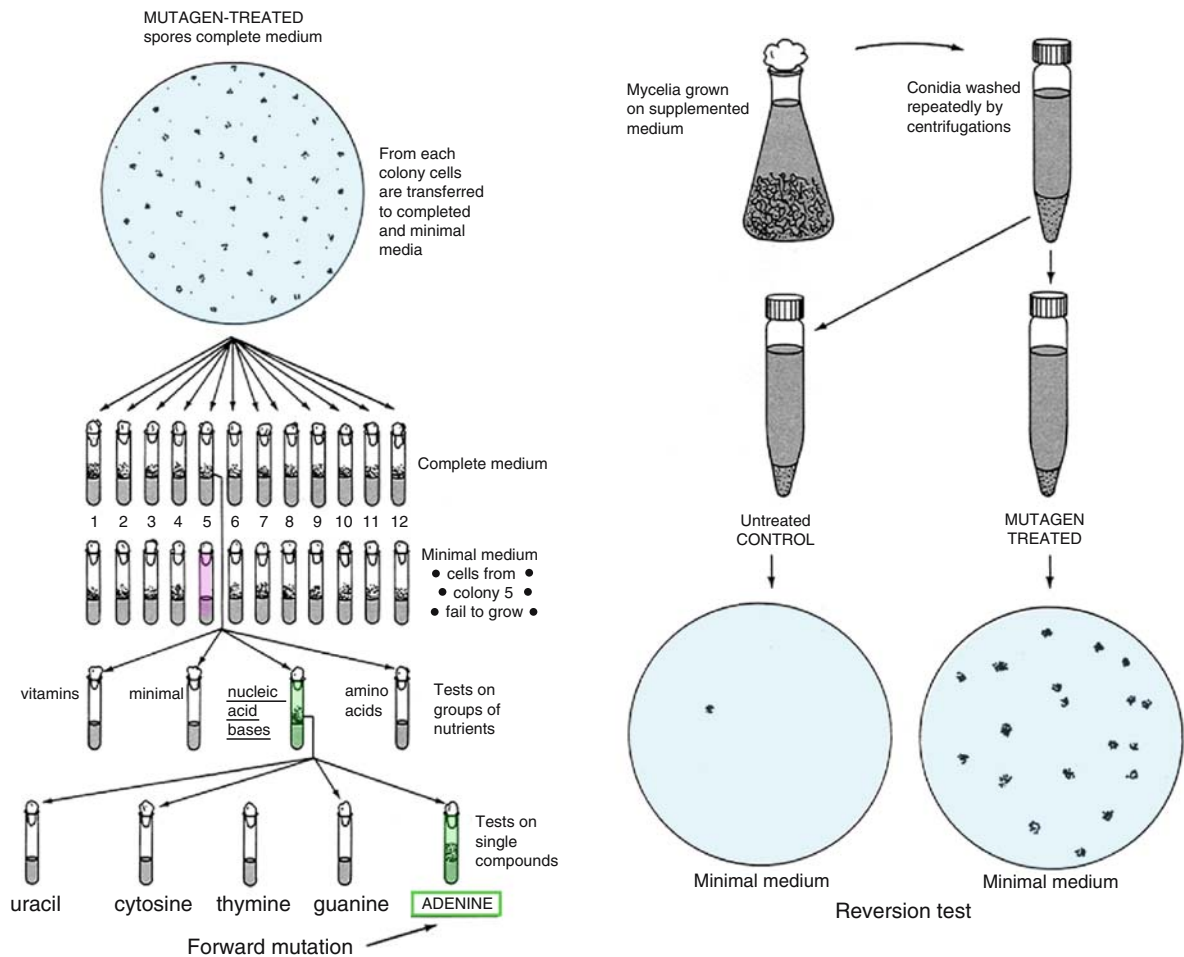 MUTAGEN-TREATED
spores complete medium
From each
colony cells
are transferred
to completed
and minimal
media
Complete medium
1 2 3 4 5 6 7 8 9 10 11 12
Minimal medium
• cells from •
• colony 5 •
• fail to grow •
vitamins
minimal
nucleic
acid
bases
amino
acids
Tests on
groups of
nutrients
Tests on
single
compounds
uracil
cytosine
thymine
guanine
ADENINE
Forward mutation
Mycelia grown
on supplemented
medium
Conidia washed
repeatedly by
centrifugations
Untreated
CONTROL
MUTAGEN
TREATED
Minimal medium
Minimal medium
Reversion test